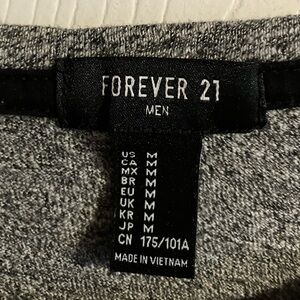 FOREVER 21
MEN
US M
CA M
MX M
BR M
EU M
UK M
KR M
JP M
CN 175/101A
MADE IN VIETNAM